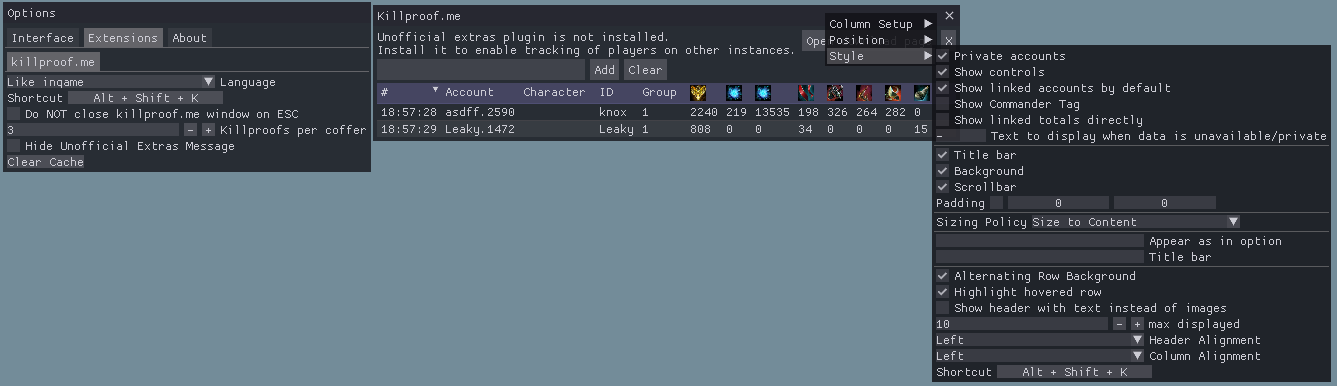 Options
Interface Extensions About
killproof.me
Like ingame Language
Shortcut Alt + Shift + K
Do NOT close killproof.me window on ESC
3 - + Killproofs per coffer
Hide Unofficial Extras Message
Clear Cache
Killproof.me
Unofficial extras plugin is not installed.
Install it to enable tracking of players on other instances.
Add Clear
# Account Character ID Group
18:57:28 asdff.2590 knox 1 2240 219 13535 198 326 264 282 0
18:57:29 Leaky.1472 Leaky 1 808 0 0 34 0 0 0 15
Column Setup
Position
Style
Private accounts
Show controls
Show linked accounts by default
Show Commander Tag
Show linked totals directly
- Text to display when data is unavailable/private
Title bar
Background
Scrollbar
Padding 0 0
Sizing Policy Size to Content
Appear as in option
Title bar
Alternating Row Background
Highlight hovered row
Show header with text instead of images
10 - + max displayed
Left Header Alignment
Left Column Alignment
Shortcut Alt + Shift + K